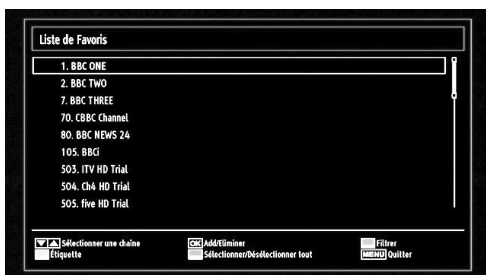 Liste de Favoris
1. BBC ONE
2. BBC TWO
7. BBC THREE
70. CBBC Channel
80. BBC NEWS 24
105. BBCi
503. ITV HD Trial
504. Ch4 HD Trial
505. five HD Trial
Sélectionner une chaîne OK Add/Eliminer Filtrer
Étiquette Sélectionner/Désélectionner tout MENU Quitter